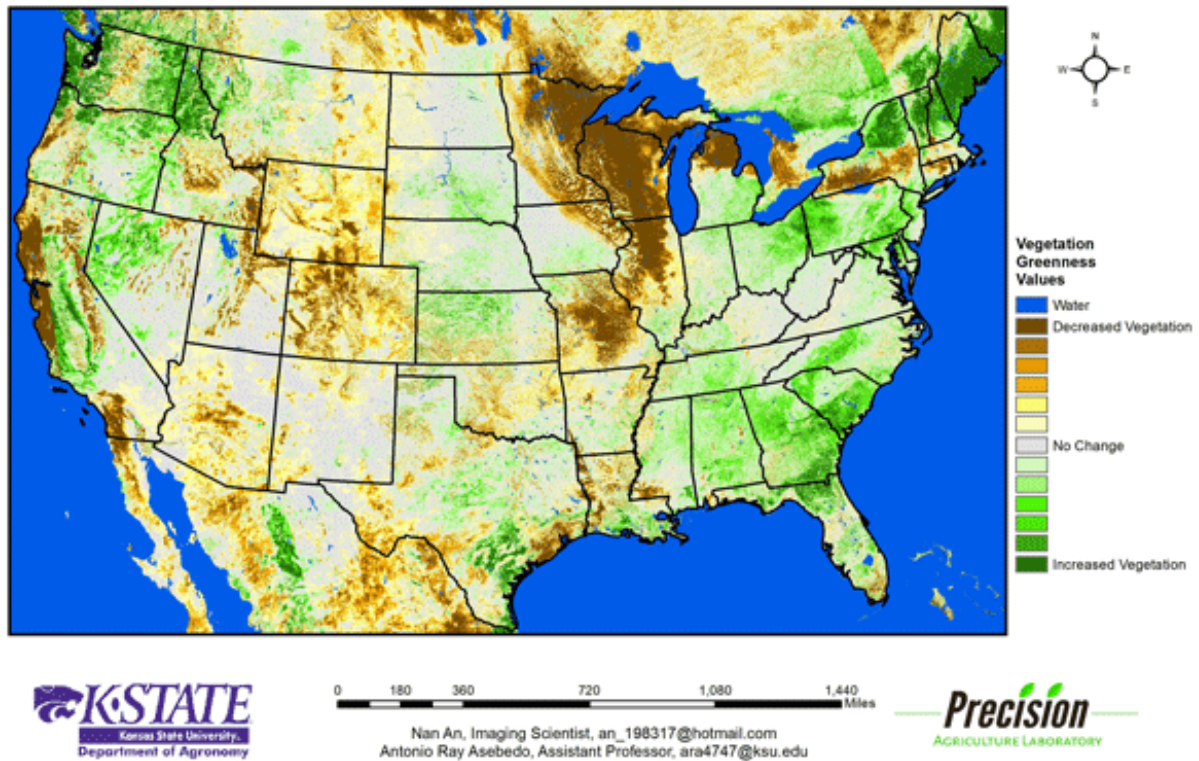 N
W E
S
Vegetation
Greenness
Values
Water
Decreased Vegetation
No Change
Increased Vegetation
K-STATE
Kansas State University.
Department of Agronomy
0 180 360 720 1,080 1,440
Miles
Nan An, Imaging Scientist, an_198317@hotmail.com
Antonio Ray Asebedo, Assistant Professor, ara4747@ksu.edu
Precision
AGRICULTURE LABORATORY